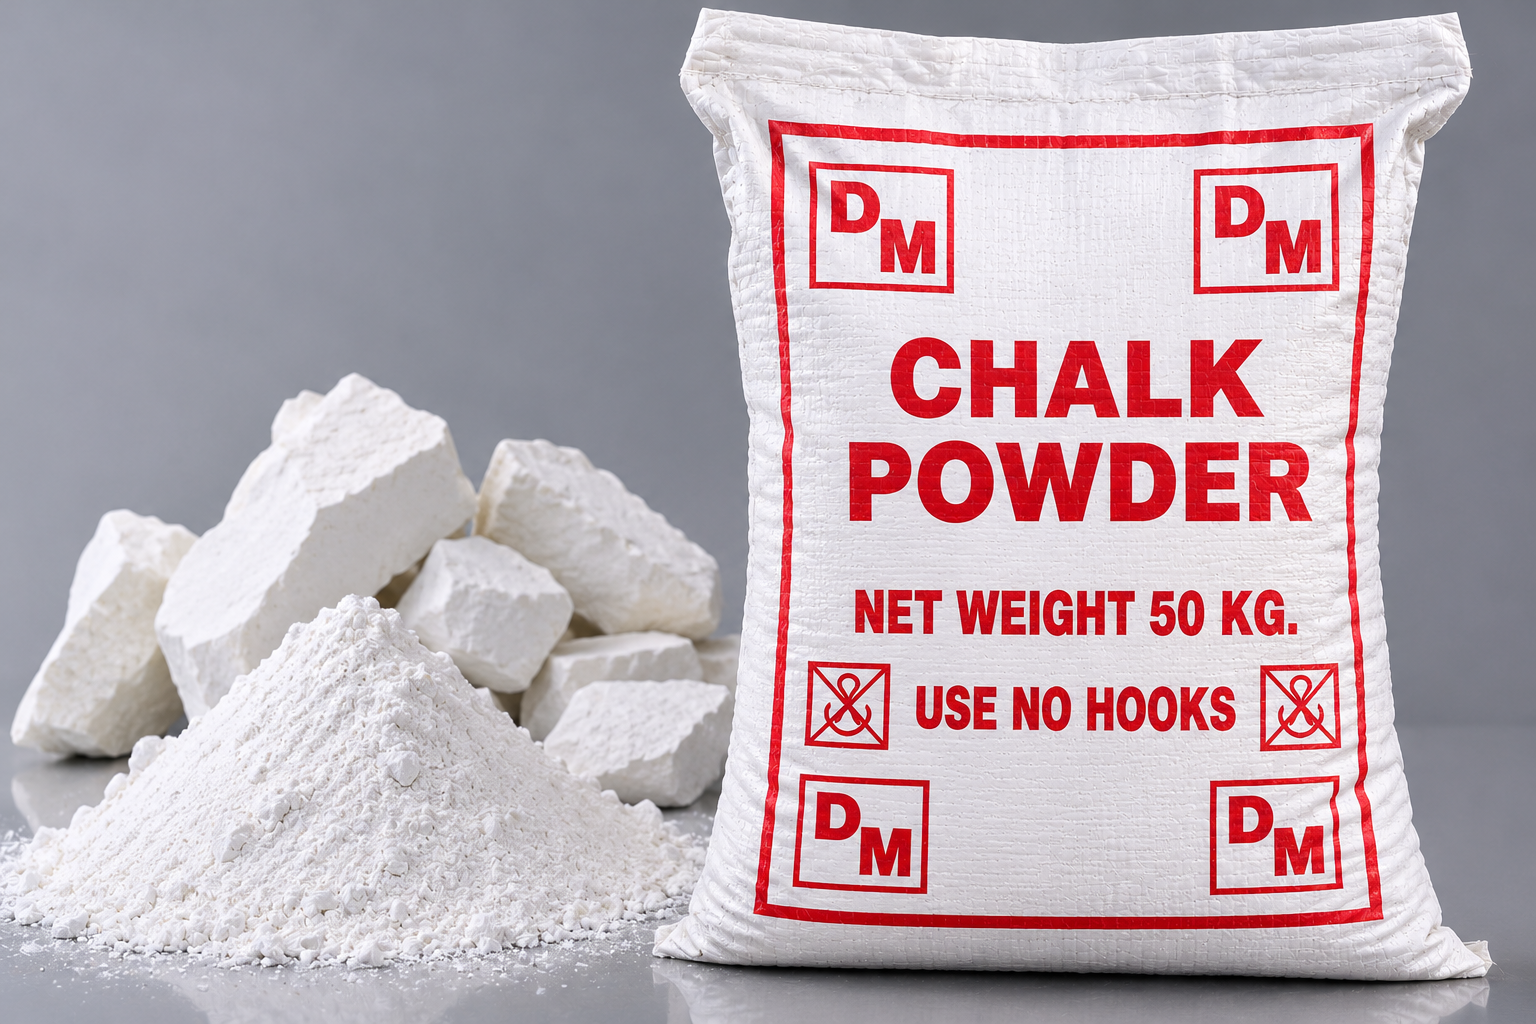 DM DM
CHALK
POWDER
NET WEIGHT 50 KG.
USE NO HOOKS
DM DM